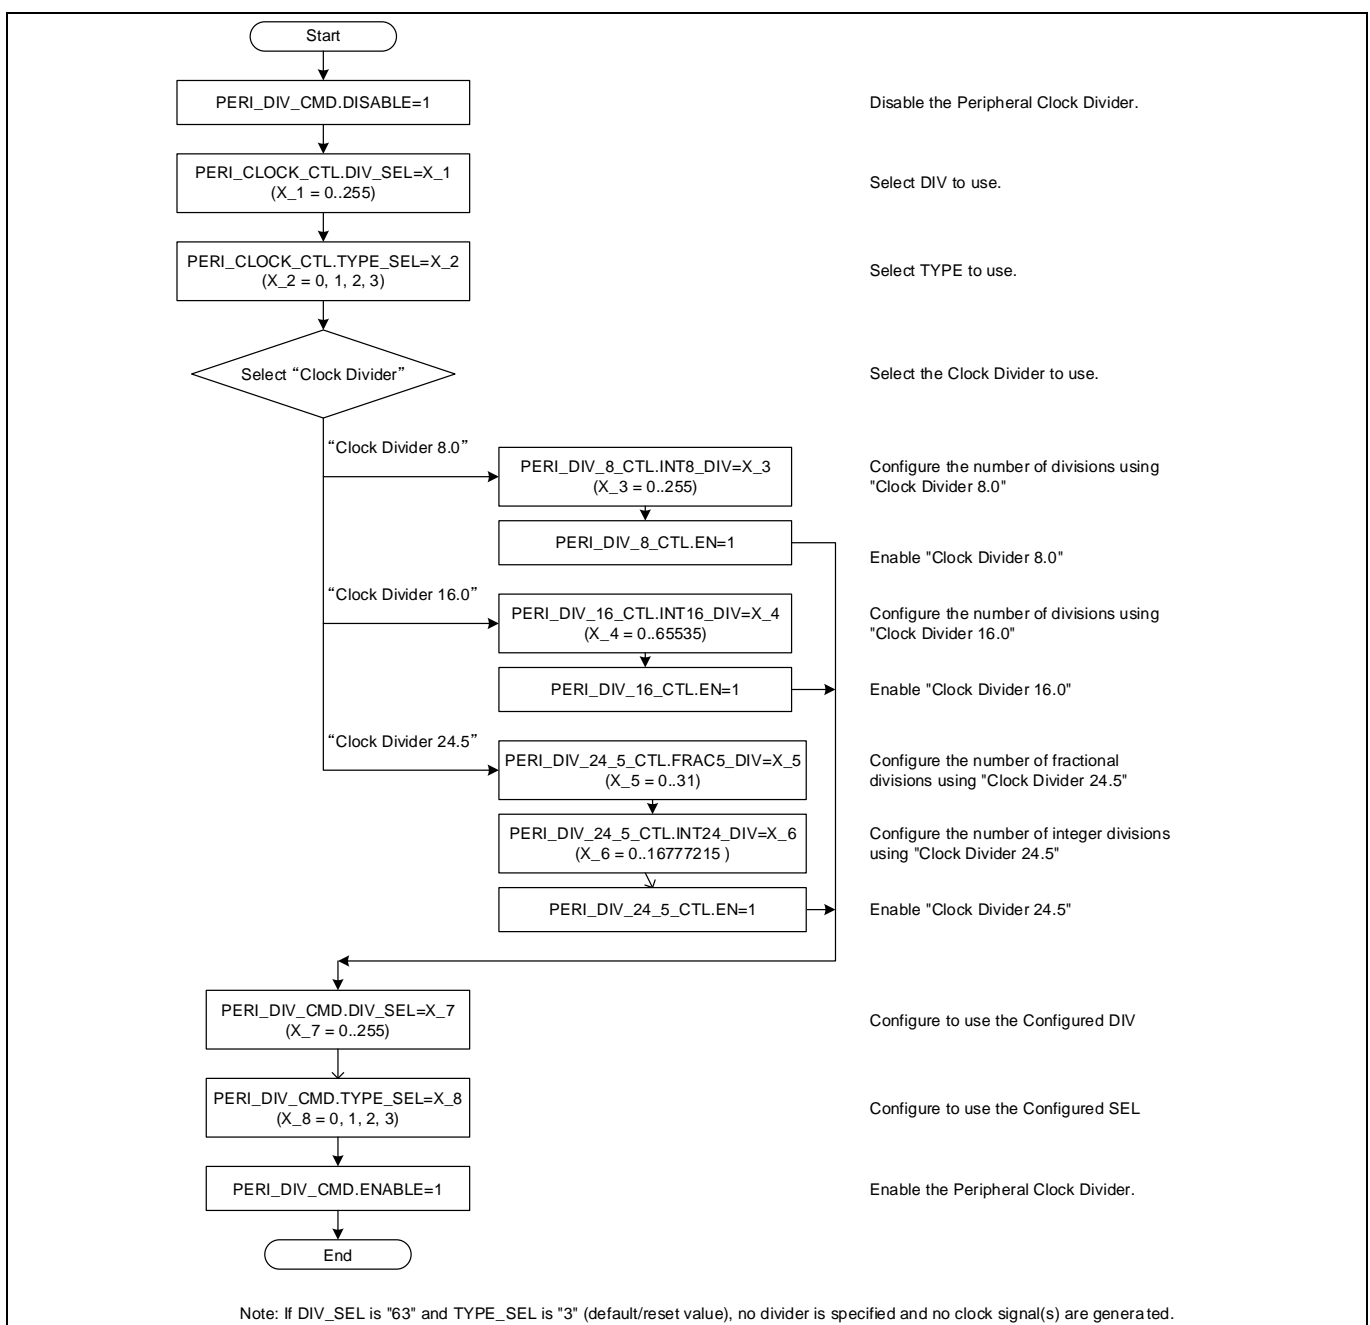 Start
PERI_DIV_CMD.DISABLE=1
Disable the Peripheral Clock Divider.
PERI_CLOCK_CTL.DIV_SEL=X_1
(X_1 = 0..255)
Select DIV to use.
PERI_CLOCK_CTL.TYPE_SEL=X_2
(X_2 = 0, 1, 2, 3)
Select TYPE to use.
Select “Clock Divider”
Select the Clock Divider to use.
“Clock Divider 8.0”
PERI_DIV_8_CTL.INT8_DIV=X_3
(X_3 = 0..255)
Configure the number of divisions using
"Clock Divider 8.0"
PERI_DIV_8_CTL.EN=1
Enable "Clock Divider 8.0"
“Clock Divider 16.0”
PERI_DIV_16_CTL.INT16_DIV=X_4
(X_4 = 0..65535)
Configure the number of divisions using
"Clock Divider 16.0"
PERI_DIV_16_CTL.EN=1
Enable "Clock Divider 16.0"
“Clock Divider 24.5”
PERI_DIV_24_5_CTL.FRAC5_DIV=X_5
(X_5 = 0..31)
Configure the number of fractional
divisions using "Clock Divider 24.5"
PERI_DIV_24_5_CTL.INT24_DIV=X_6
(X_6 = 0..16777215 )
Configure the number of integer divisions
using "Clock Divider 24.5"
PERI_DIV_24_5_CTL.EN=1
Enable "Clock Divider 24.5"
PERI_DIV_CMD.DIV_SEL=X_7
(X_7 = 0..255)
Configure to use the Configured DIV
PERI_DIV_CMD.TYPE_SEL=X_8
(X_8 = 0, 1, 2, 3)
Configure to use the Configured SEL
PERI_DIV_CMD.ENABLE=1
Enable the Peripheral Clock Divider.
End
Note: If DIV_SEL is "63" and TYPE_SEL is "3" (default/reset value), no divider is specified and no clock signal(s) are generated.